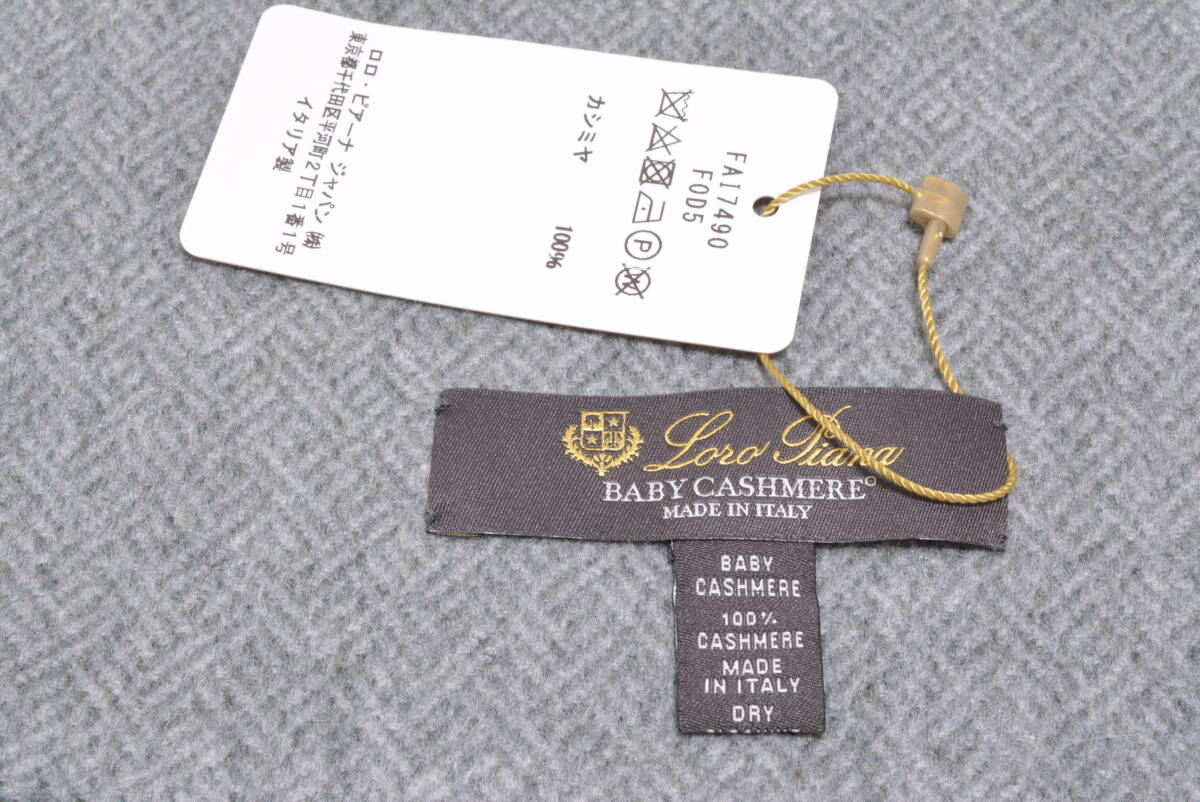 FAI7490
F0D5
P
カシミヤ 100%
ロロ・ピアーナ ジャパン ㈱
東京都千代田区平河町2丁目1番1号
イタリア製
Loro Piana
BABY CASHMERE©
MADE IN ITALY
BABY
CASHMERE
100%
CASHMERE
MADE
IN ITALY
DRY